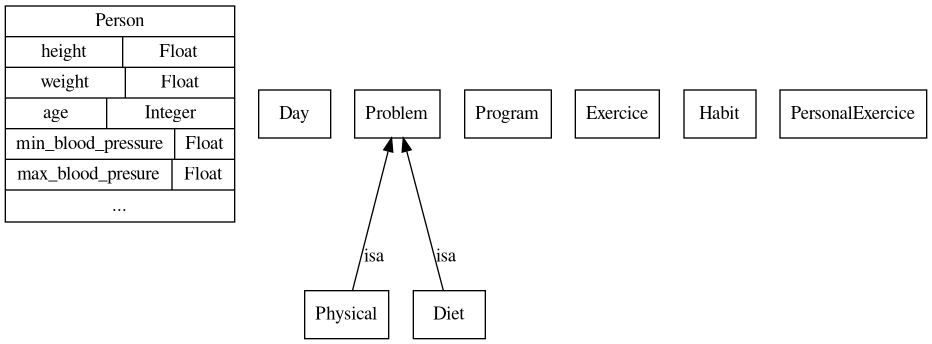 Person
height Float
weight Float
age Integer
min_blood_pressure Float
max_blood_presure Float
...
Day
Problem
Program
Exercice
Habit
PersonalExercice
isa
isa
Physical
Diet